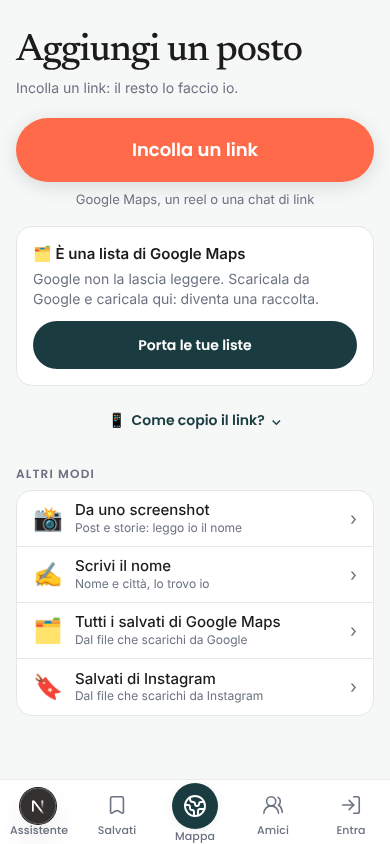 Aggiungi un posto
Incolla un link: il resto lo faccio io.
Incolla un link
Google Maps, un reel o una chat di link
È una lista di Google Maps
Google non la lascia leggere. Scaricala da
Google e caricala qui: diventa una raccolta.
Porta le tue liste
Come copio il link?
ALTRI MODI
Da uno screenshot
Post e storie: leggo io il nome
Scrivi il nome
Nome e città, lo trovo io
Tutti i salvati di Google Maps
Dal file che scarichi da Google
Salvati di Instagram
Dal file che scarichi da Instagram
N
Assistente
Salvati
Mappa
Amici
Entra